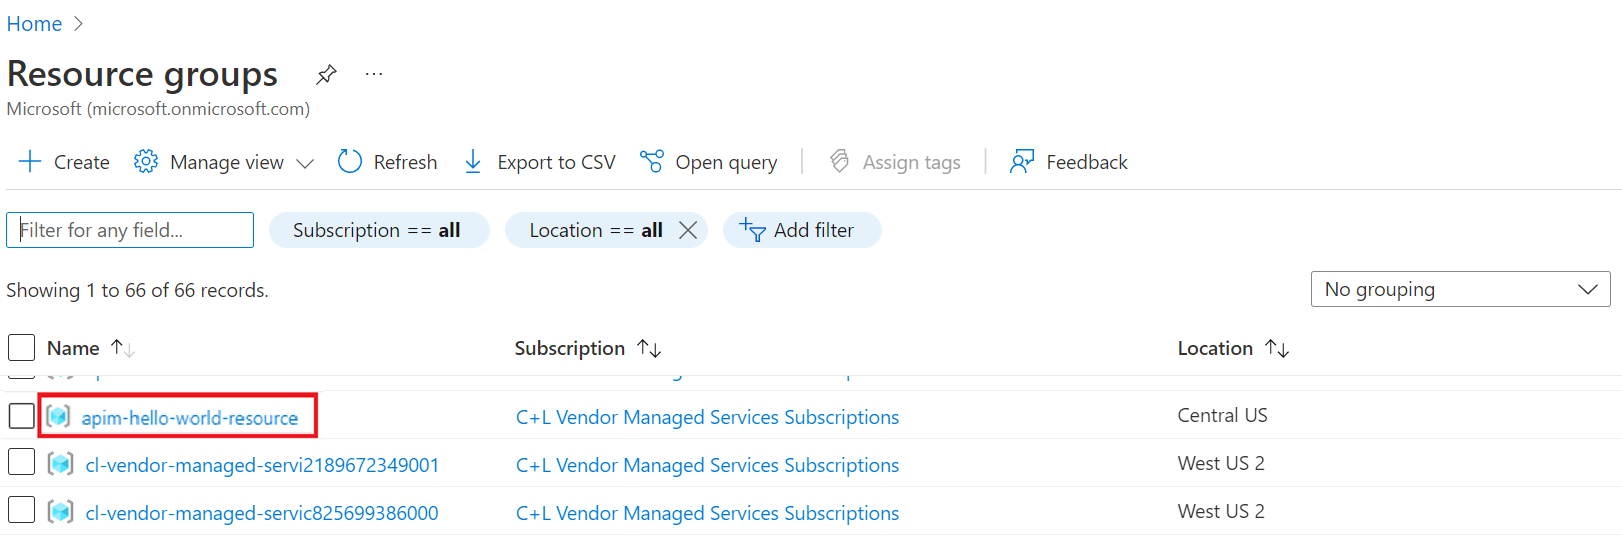 Home
Resource groups ...
Microsoft (microsoft.onmicrosoft.com)
Create Manage view Refresh Export to CSV Open query Assign tags Feedback
Filter for any field... Subscription == all Location == all Add filter
Showing 1 to 66 of 66 records. No grouping
Name Subscription Location
apim-hello-world-resource C+L Vendor Managed Services Subscriptions Central US
cl-vendor-managed-servi2189672349001 C+L Vendor Managed Services Subscriptions West US 2
cl-vendor-managed-servic825699386000 C+L Vendor Managed Services Subscriptions West US 2